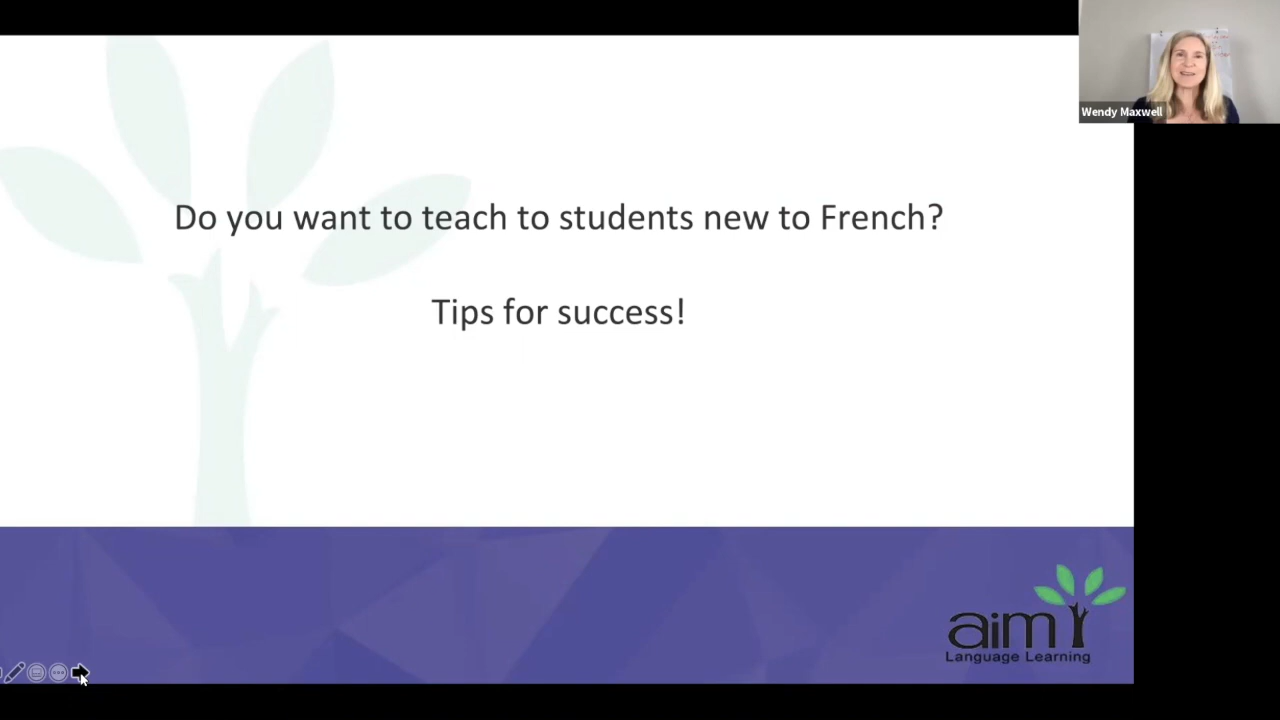 Wendy Maxwell
Do you want to teach to students new to French?
Tips for success!
aim
Language Learning